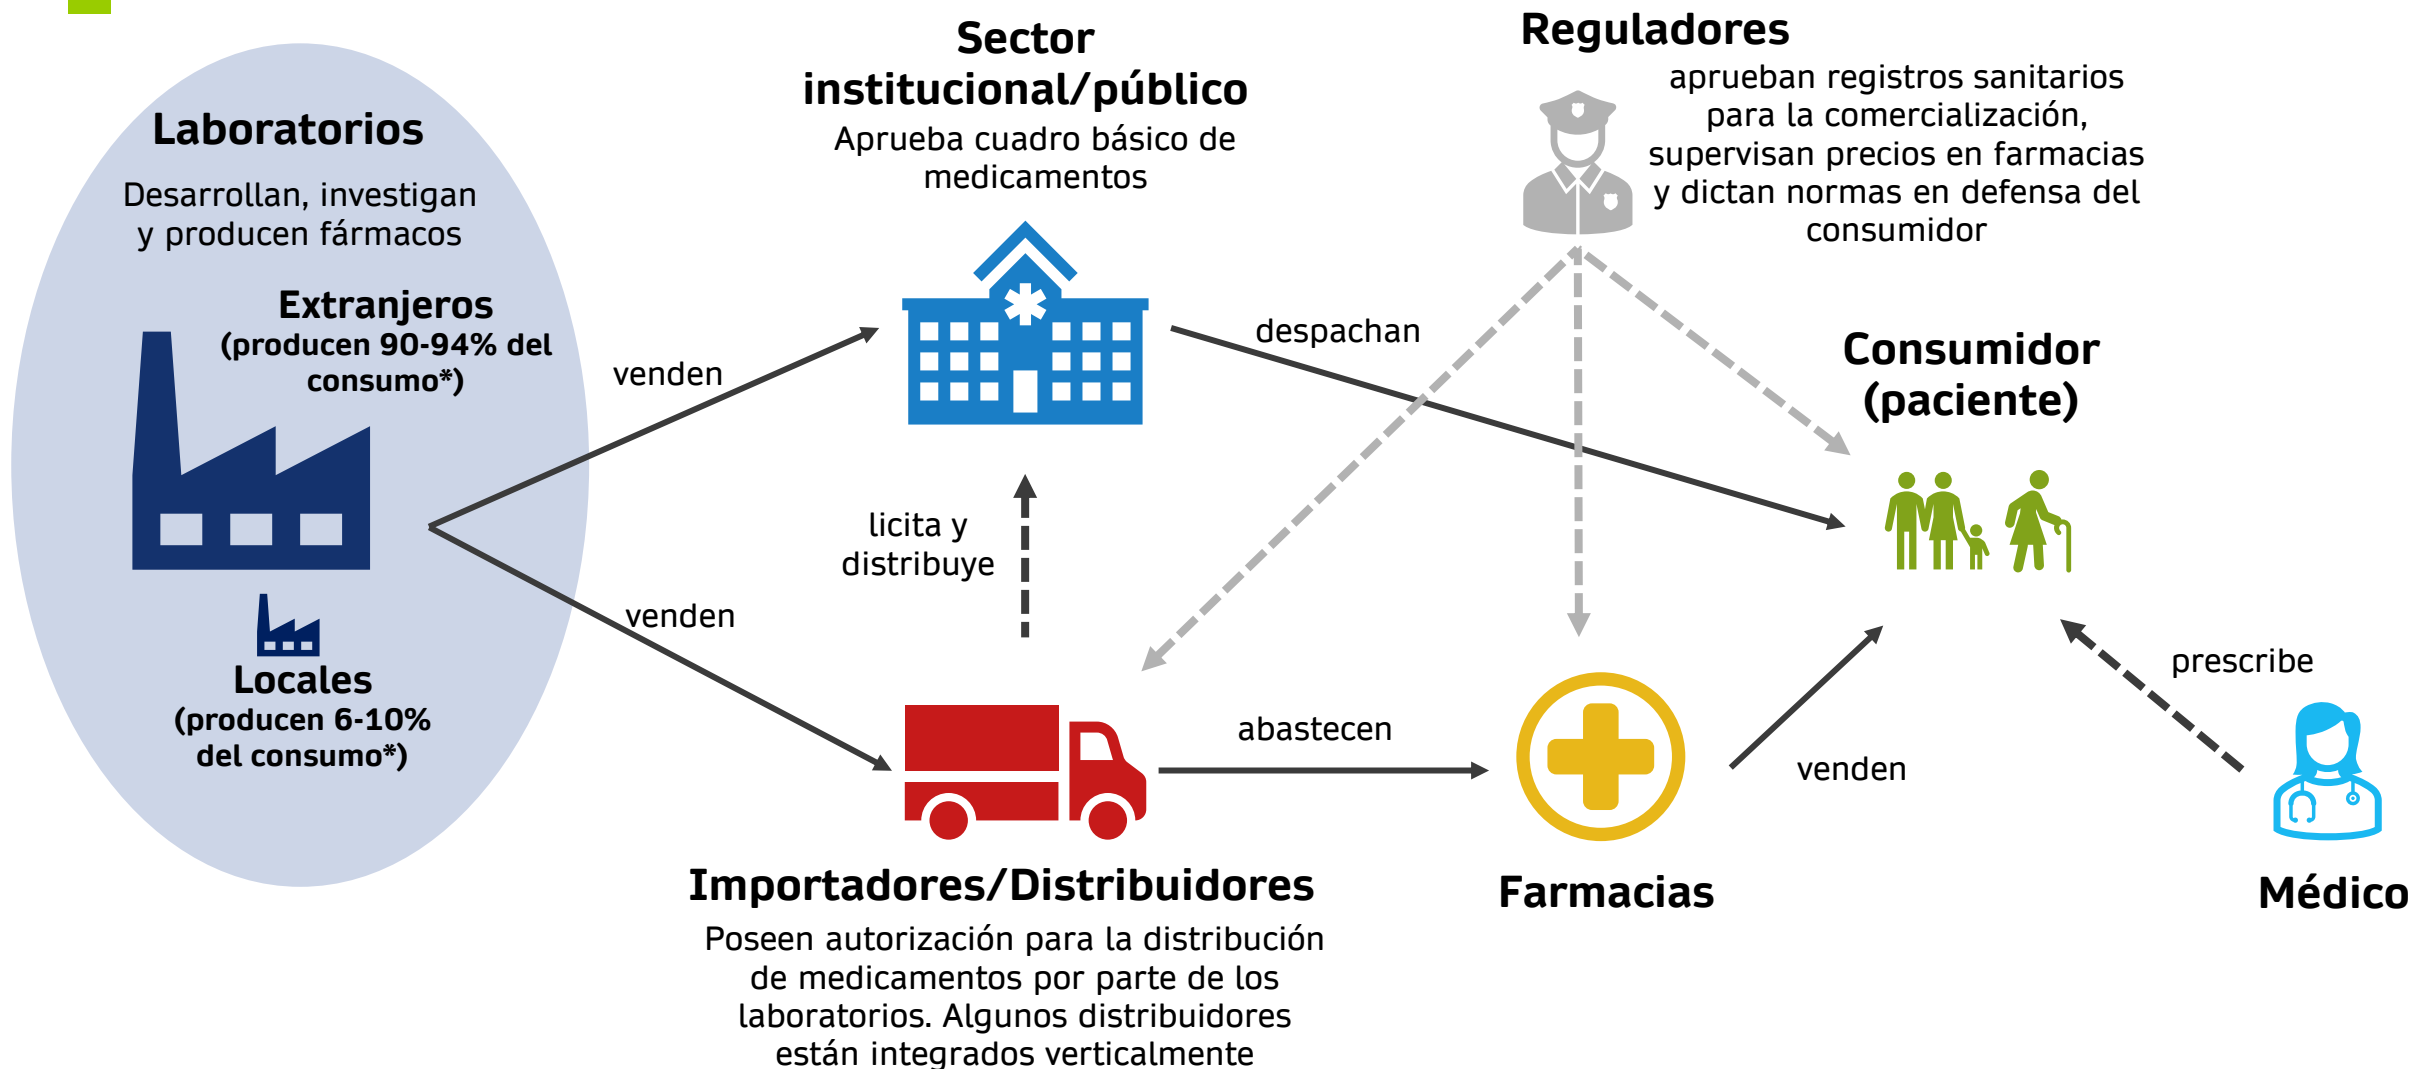 Laboratorios
Desarrollan, investigan
y producen fármacos
Extranjeros
(producen 90-94% del
consumo*)
Locales
(producen 6-10%
del consumo*)
venden
venden
Sector
institucional/público
Aprueba cuadro básico de
medicamentos
licita y
distribuye
Importadores/Distribuidores
Poseen autorización para la distribución
de medicamentos por parte de los
laboratorios. Algunos distribuidores
están integrados verticalmente
despachan
abastecen
Reguladores
aprueban registros sanitarios
para la comercialización,
supervisan precios en farmacias
y dictan normas en defensa del
consumidor
Farmacias
venden
Consumidor
(paciente)
prescribe
Médico